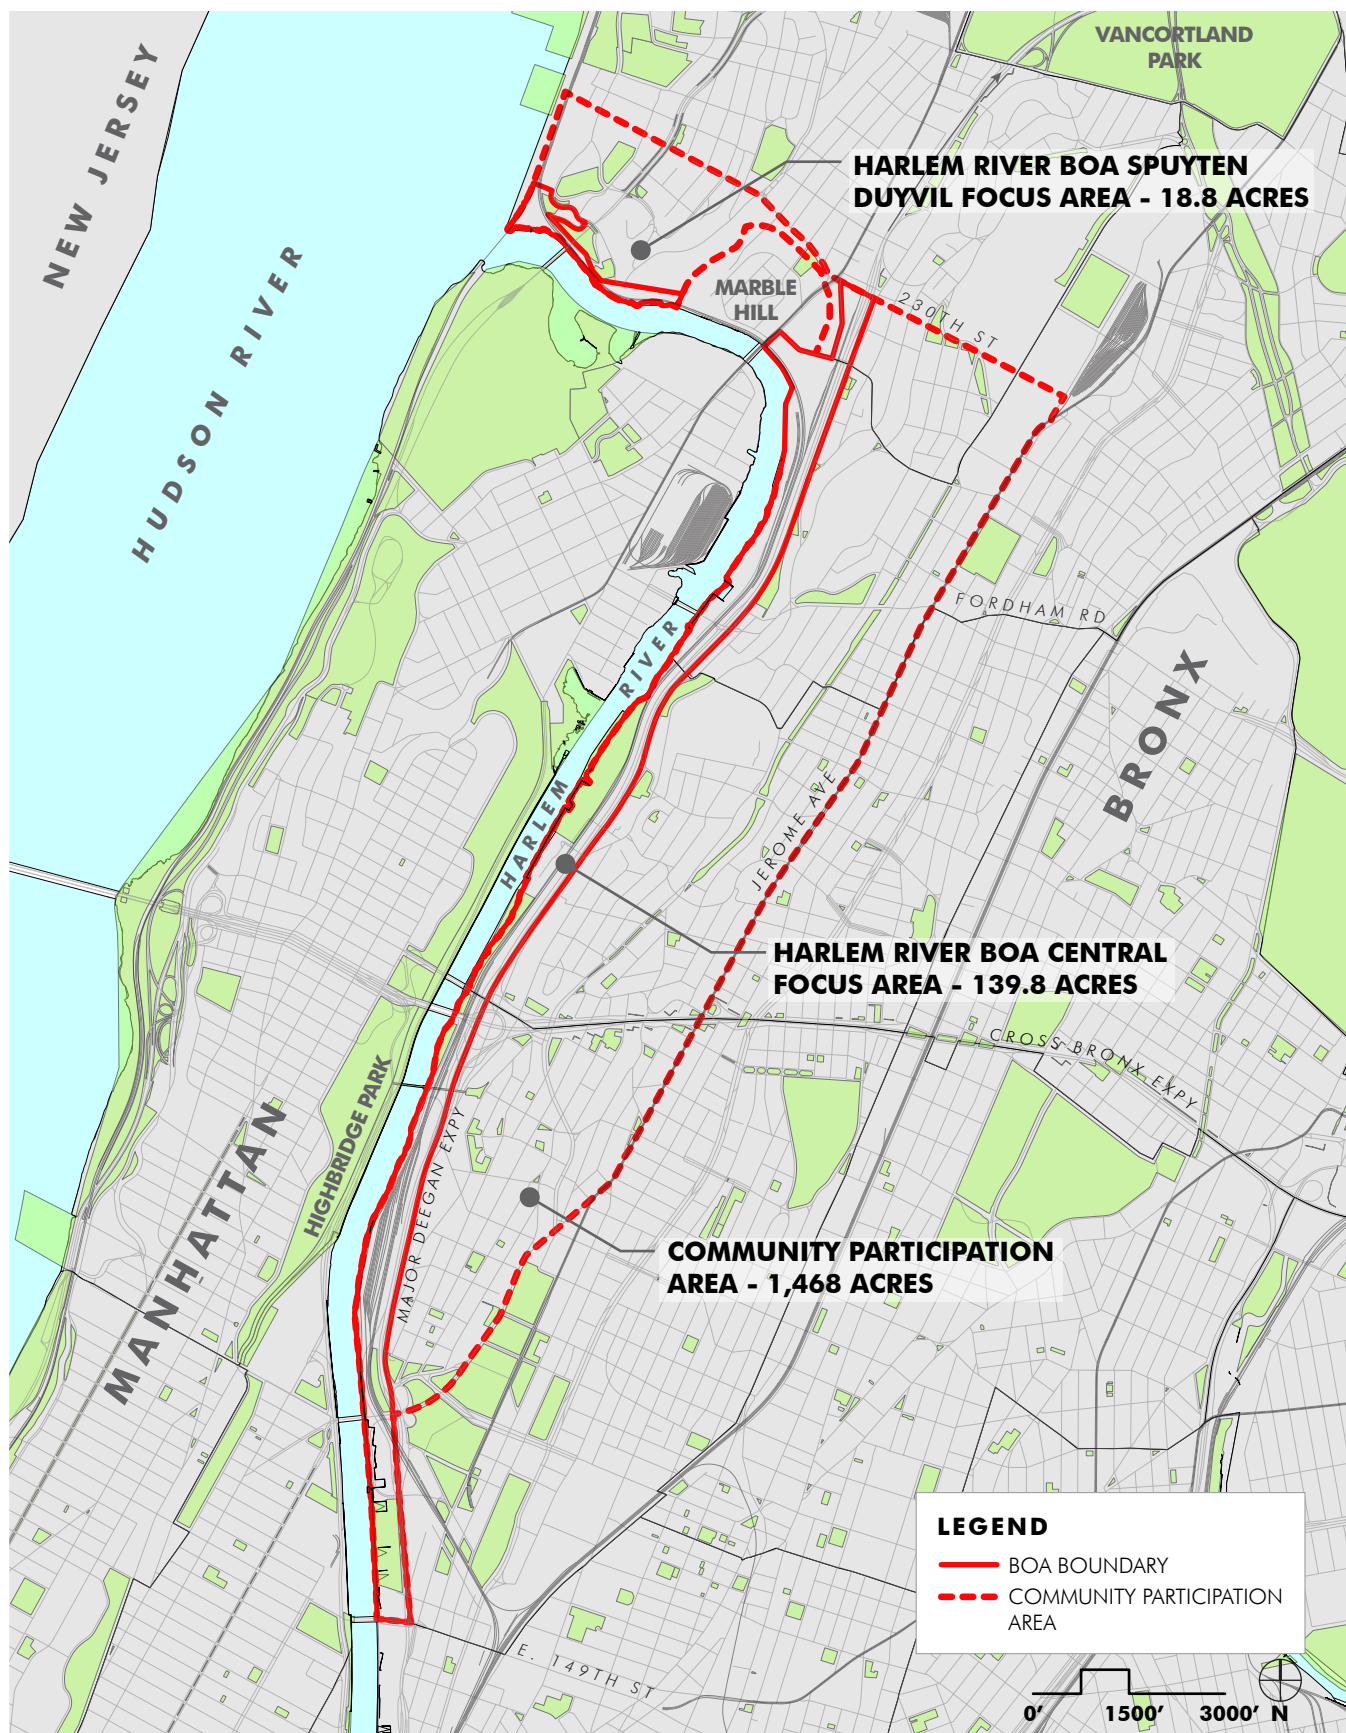 VANCORTLAND
PARK
NEW JERSEY
HARLEM RIVER BOA SPUYTEN
DUYVIL FOCUS AREA - 18.8 ACRES
HUDSON RIVER
MARBLE
HILL
230TH ST
FORDHAM RD
HARLEM RIVER
BRONX
JEROME AVE
HARLEM RIVER BOA CENTRAL
FOCUS AREA - 139.8 ACRES
CROSS BRONX EXPY
HIGHBRIDGE PARK
MANHATTAN
MAJOR DEEGAN EXPY
COMMUNITY PARTICIPATION
AREA - 1,468 ACRES
E. 149TH ST
LEGEND
BOA BOUNDARY
COMMUNITY PARTICIPATION
AREA
0' 1500' 3000' N